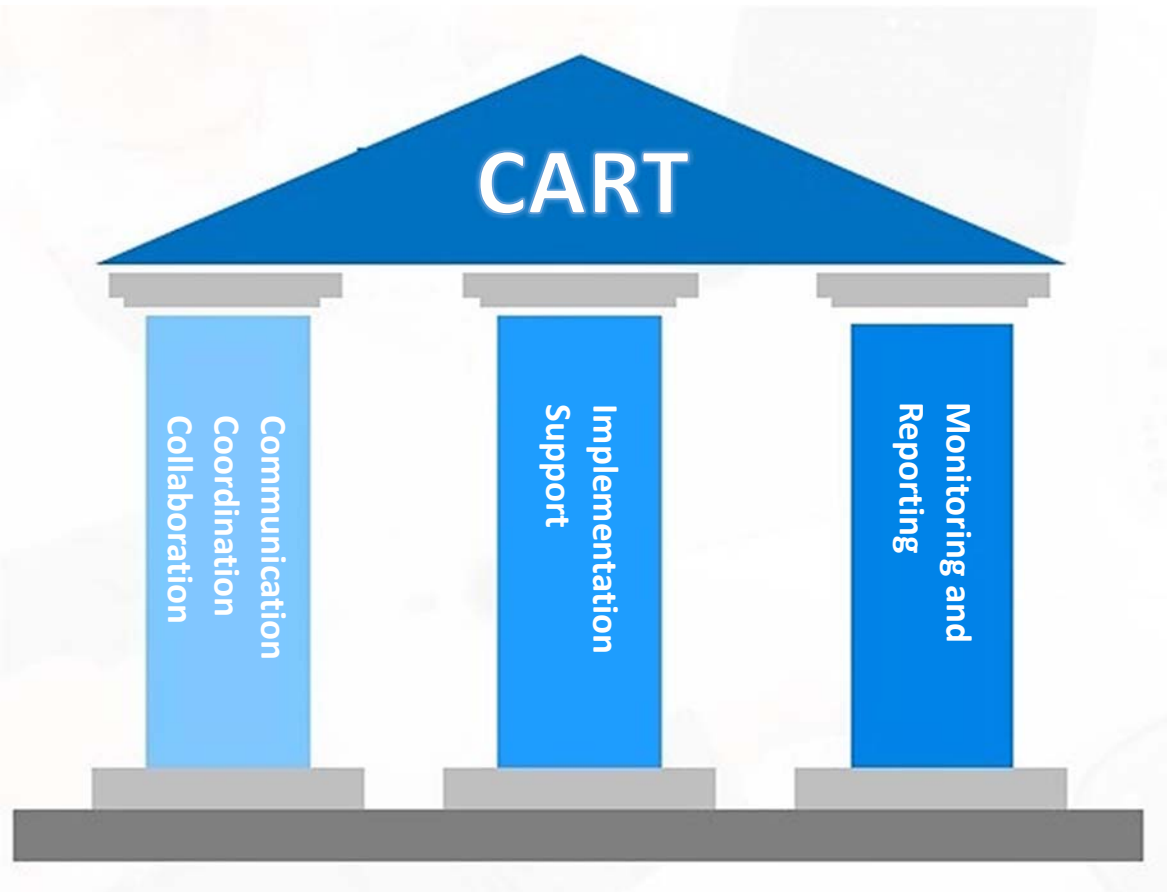 CART
Communication
Coordination
Collaboration
Implementation
Support
Monitoring and
Reporting